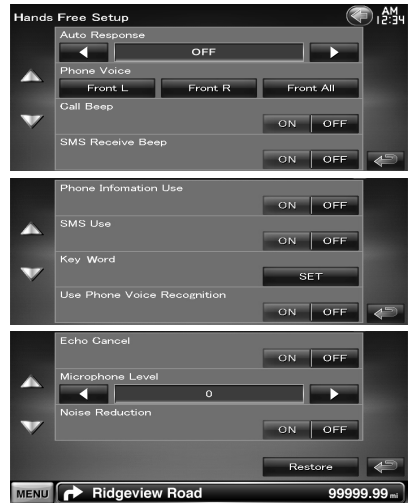 Hands Free Setup
AM 12:34
Auto Response
OFF
Phone Voice
Front L Front R Front All
Call Beep
ON OFF
SMS Receive Beep
ON OFF
Phone Infomation Use
ON OFF
SMS Use
ON OFF
Key Word
SET
Use Phone Voice Recognition
ON OFF
Echo Cancel
ON OFF
Microphone Level
0
Noise Reduction
ON OFF
Restore
MENU Ridgeview Road 99999.99 mi